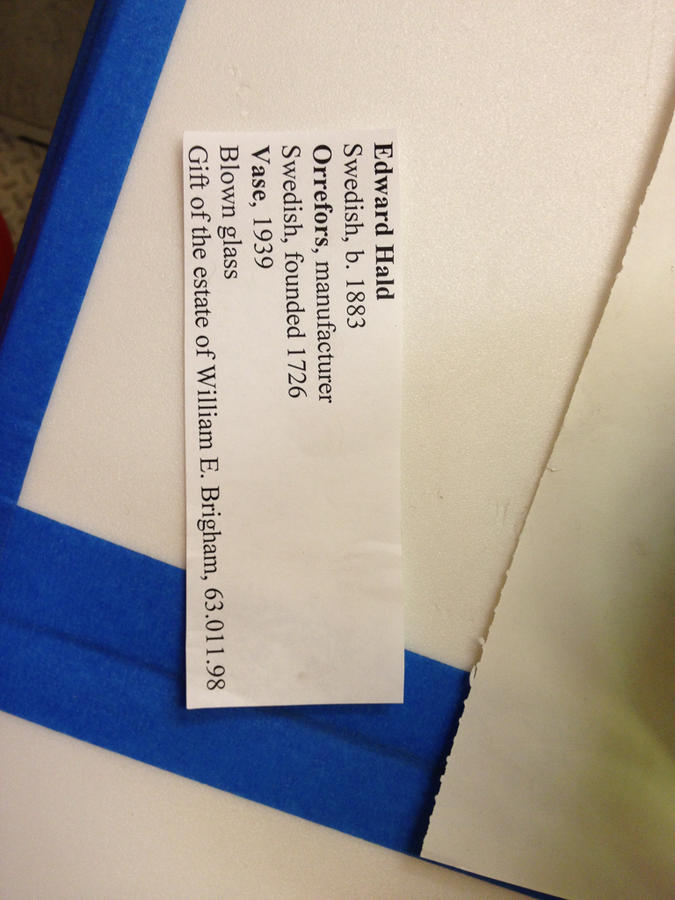 Edward Hald
Swedish, b. 1883
Orrefors, manufacturer
Swedish, founded 1726
Vase, 1939
Blown glass
Gift of the estate of William E. Brigham, 63.011.98